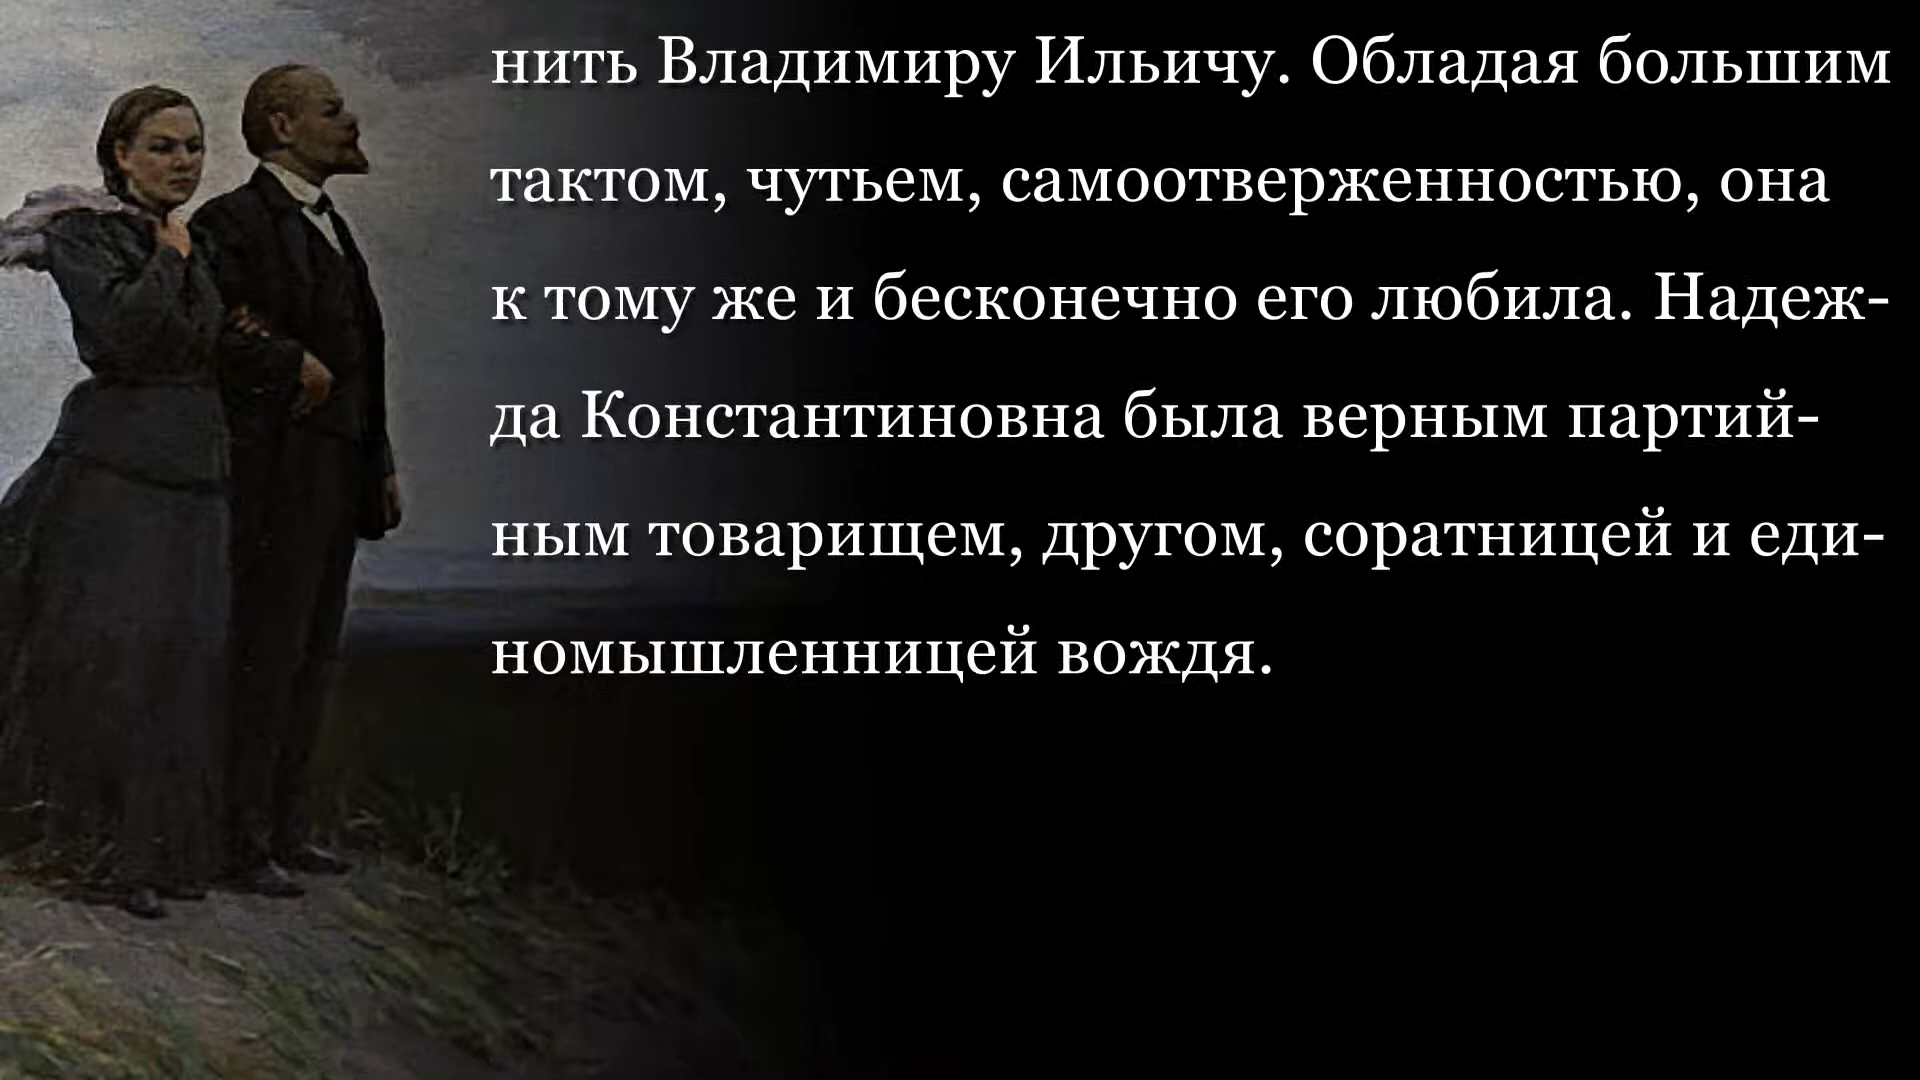 нить Владимиру Ильичу. Обладая большим
тактом, чутьем, самоотверженностью, она
к тому же и бесконечно его любила. Надеж-
да Константиновна была верным партий-
ным товарищем, другом, соратницей и еди-
номышленницей вождя.